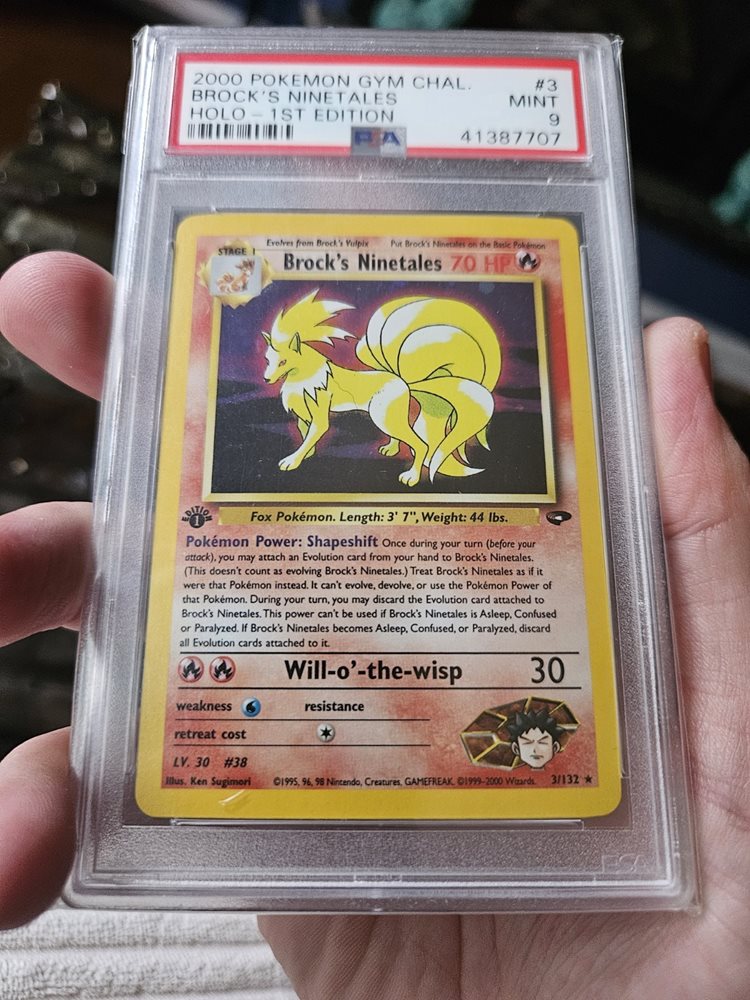 2000 POKEMON GYM CHAL. #3
BROCK'S NINETALES MINT
HOLO - 1ST EDITION 9
PSA 41387707
Evolves from Brock's Vulpix Put Brock's Ninetales on the Basic Pokémon
STAGE 1
Brock's Ninetales 70 HP
EDITION 1
Fox Pokémon. Length: 3' 7", Weight: 44 lbs.
Pokémon Power: Shapeshift Once during your turn (before your
attack), you may attach an Evolution card from your hand to Brock's Ninetales.
(This doesn't count as evolving Brock's Ninetales.) Treat Brock's Ninetales as if it
were that Pokémon instead. It can't evolve, devolve, or use the Pokémon Power of
that Pokémon. During your turn, you may discard the Evolution card attached to
Brock's Ninetales. This power can't be used if Brock's Ninetales is Asleep, Confused
or Paralyzed. If Brock's Ninetales becomes Asleep, Confused, or Paralyzed, discard
all Evolution cards attached to it.
Will-o'-the-wisp 30
weakness resistance
retreat cost
LV. 30 #38
Illus. Ken Sugimori ©1995, 96, 98 Nintendo, Creatures, GAMEFREAK. ©1999-2000 Wizards. 3/132 ★
PSA